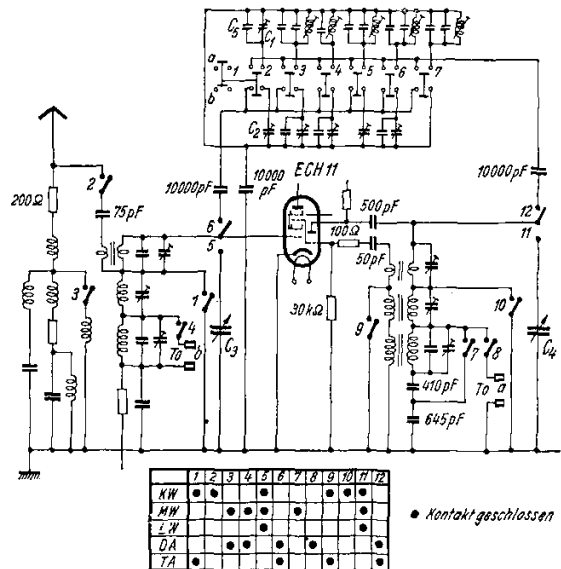 C5 C1
a 1 2 3 4 5 6 7
b
C2
ECH 11
10000pF
10000 pF
10000pF
200Ω
2
75pF
500pF
100Ω
50pF
6
5
12
11
3
1
4
To b
C3
30kΩ
9
10
7 8
C4
410pF
To a
645pF
1 2 3 4 5 6 7 8 9 10 11 12
KW ● ● ● ● ● ●
MW ● ● ● ● ●
LW ● ●
DA ● ● ● ● ●
TA ● ● ● ●
● Kontakt geschlossen